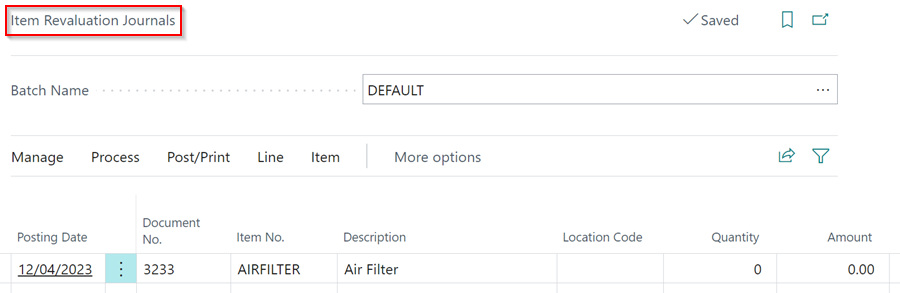 Item Revaluation Journals
Saved
Batch Name
DEFAULT
Manage Process Post/Print Line Item More options
Posting Date Document No. Item No. Description Location Code Quantity Amount
12/04/2023 3233 AIRFILTER Air Filter 0 0.00